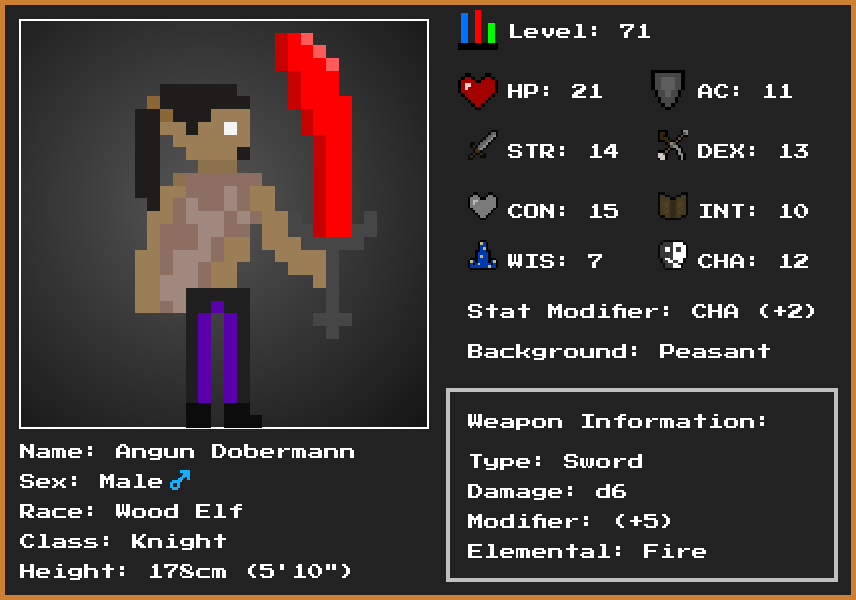 Level: 71
HP: 21
AC: 11
STR: 14
DEX: 13
CON: 15
INT: 10
WIS: 7
CHA: 12
Stat Modifier: CHA (+2)
Background: Peasant
Weapon Information:
Type: Sword
Damage: d6
Modifier: (+5)
Elemental: Fire
Name: Angun Dobermann
Sex: Male♂
Race: Wood Elf
Class: Knight
Height: 178cm (5'10")